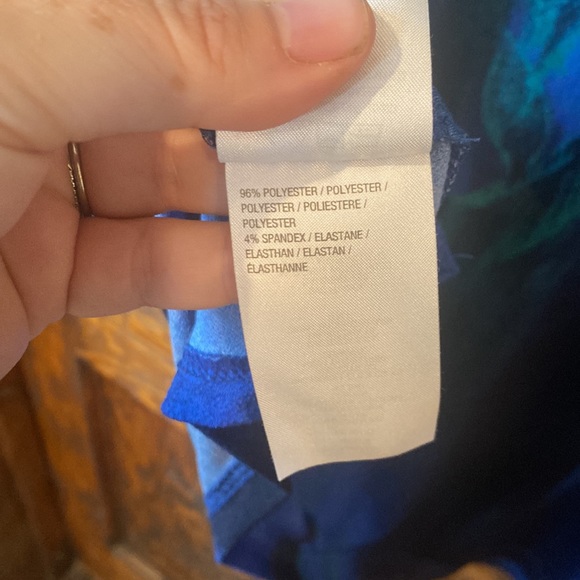 96% POLYESTER / POLYESTER /
POLYESTER / POLIESTERE /
POLYESTER
4% SPANDEX / ELASTANE /
ELASTHAN / ELASTAN /
ÉLASTHANNE